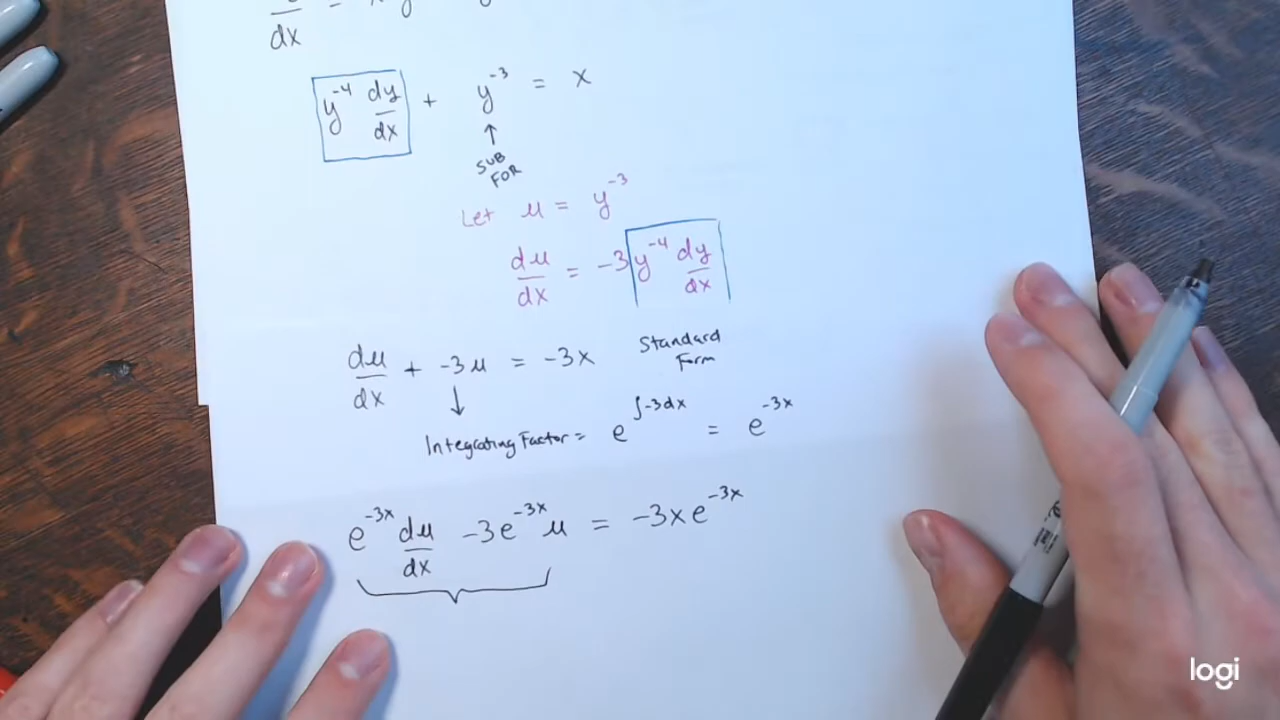 dx
y⁻⁴ dy/dx + y⁻³ = x
↑
SUB
FOR
Let u = y⁻³
du/dx = -3 y⁻⁴ dy/dx
du/dx + -3u = -3x Standard Form
↓
Integrating Factor = e^∫-3dx = e^-3x
e^-3x du/dx -3e^-3x u = -3xe^-3x
logi